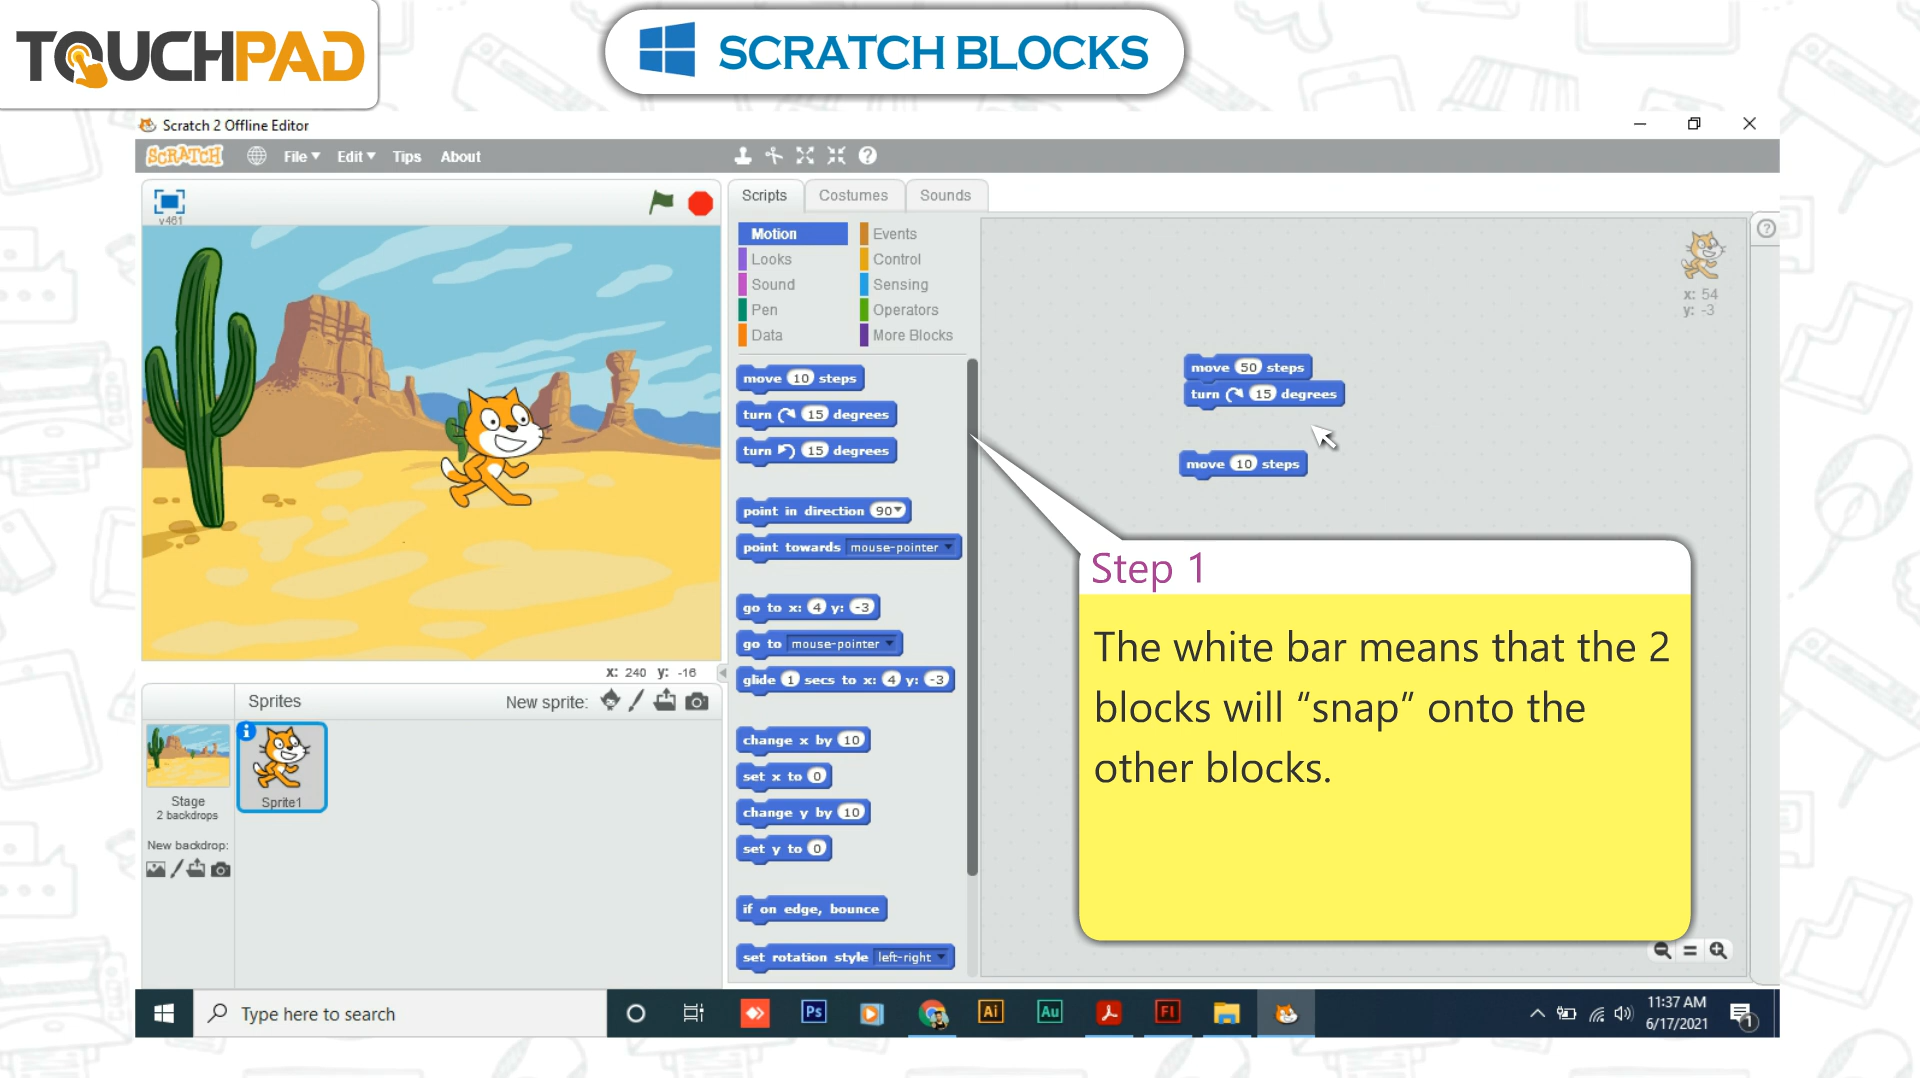 TOUCHPAD
SCRATCH BLOCKS
Scratch 2 Offline Editor
SCRATCH File Edit Tips About
v461
Scripts Costumes Sounds
Motion Events
Looks Control
Sound Sensing
Pen Operators
Data More Blocks
x: 54
y: -3
move 10 steps
turn 15 degrees
turn 15 degrees
point in direction 90
point towards mouse-pointer
go to x: 4 y: -3
go to mouse-pointer
glide 1 secs to x: 4 y: -3
change x by 10
set x to 0
change y by 10
set y to 0
if on edge, bounce
set rotation style left-right
move 50 steps
turn 15 degrees
move 10 steps
Step 1
The white bar means that the 2
blocks will “snap” onto the
other blocks.
x: 240 y: -16
Sprites New sprite:
Stage
2 backdrops
Sprite1
New backdrop:
Type here to search
Ps
Ai
Au
Fl
11:37 AM
6/17/2021
1